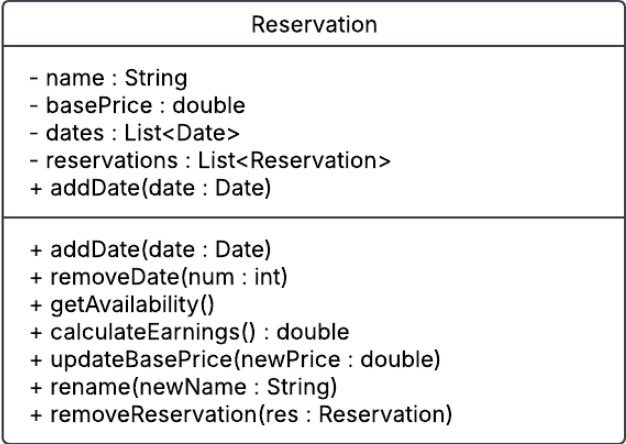 Reservation
- name : String
- basePrice : double
- dates : List<Date>
- reservations : List<Reservation>
+ addDate(date : Date)
+ addDate(date : Date)
+ removeDate(num : int)
+ getAvailability()
+ calculateEarnings() : double
+ updateBasePrice(newPrice : double)
+ rename(newName : String)
+ removeReservation(res : Reservation)